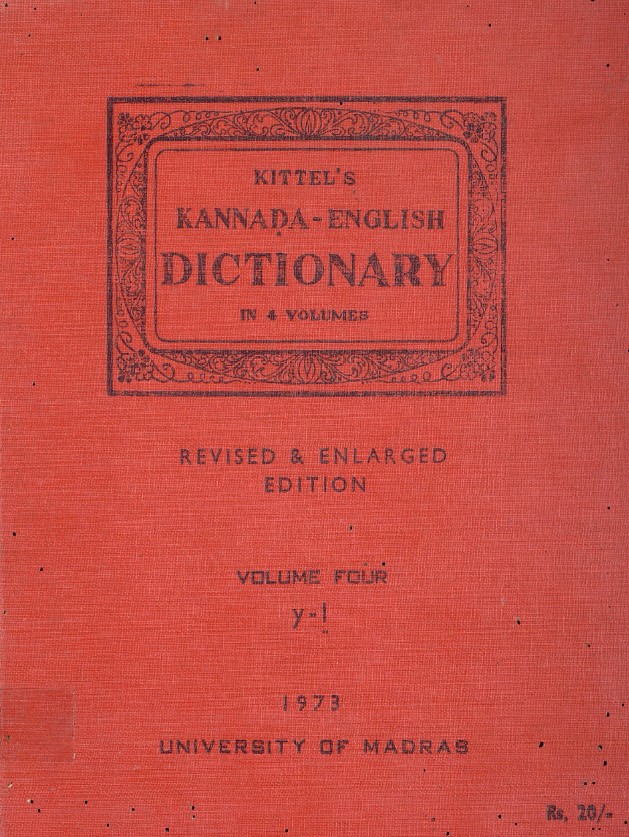 KITTEL'S
KANNAḌA-ENGLISH
DICTIONARY
IN 4 VOLUMES
REVISED & ENLARGED
EDITION
VOLUME FOUR
y-ḷ
1973
UNIVERSITY OF MADRAS
Rs. 20/-